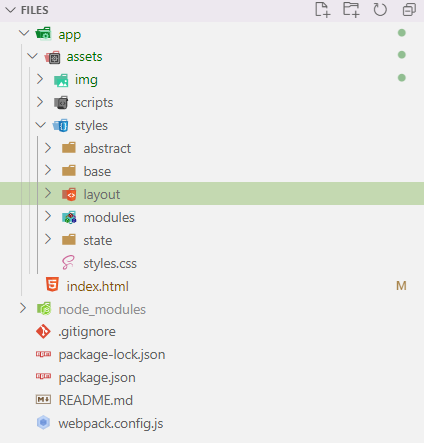 FILES
app
assets
img
scripts
styles
abstract
base
layout
modules
state
styles.css
index.html M
node_modules
.gitignore
package-lock.json
package.json
README.md
webpack.config.js